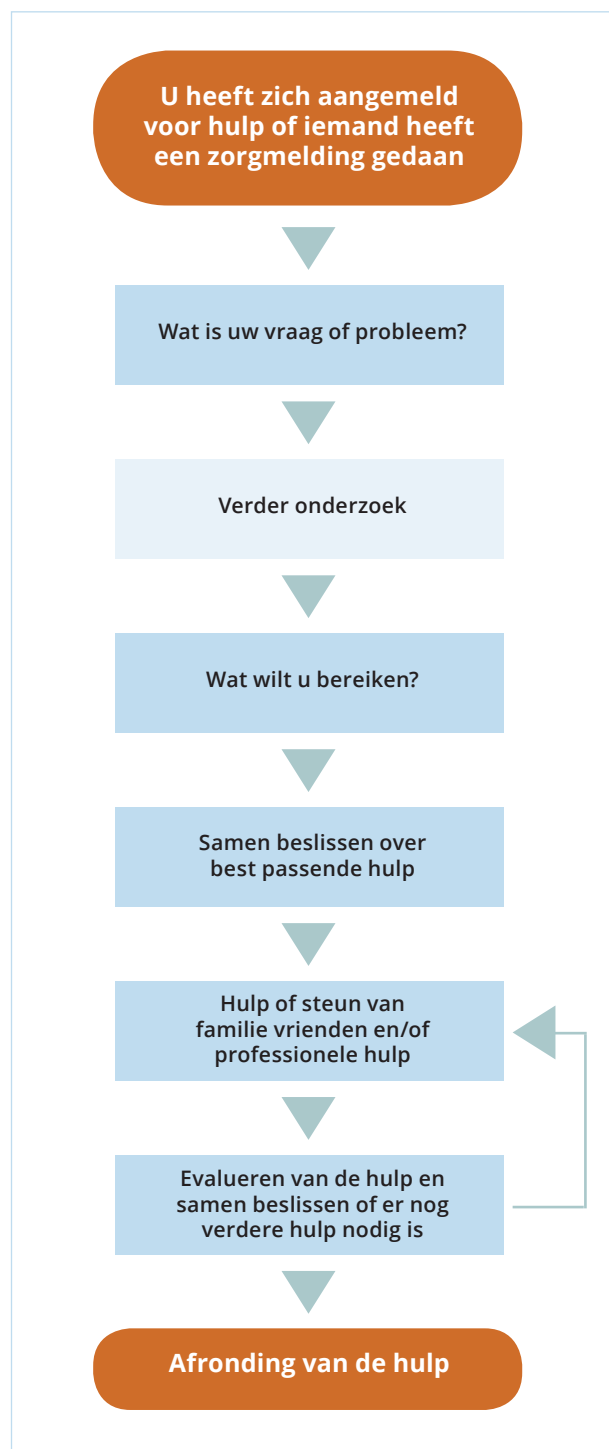 U heeft zich aangemeld
voor hulp of iemand heeft
een zorgmelding gedaan
Wat is uw vraag of probleem?
Verder onderzoek
Wat wilt u bereiken?
Samen beslissen over
best passende hulp
Hulp of steun van
familie vrienden en/of
professionele hulp
Evalueren van de hulp en
samen beslissen of er nog
verdere hulp nodig is
Afronding van de hulp